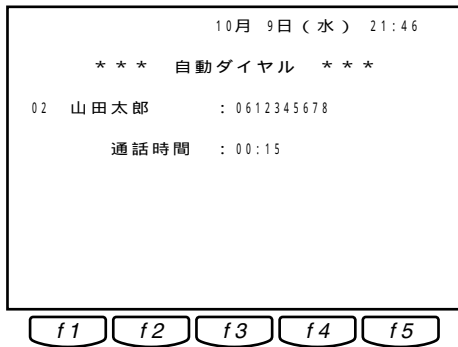 10月 9日(水) 21:46
*** 自動ダイヤル ***
02 山田太郎 :0612345678
通話時間 :00:15
f1 f2 f3 f4 f5